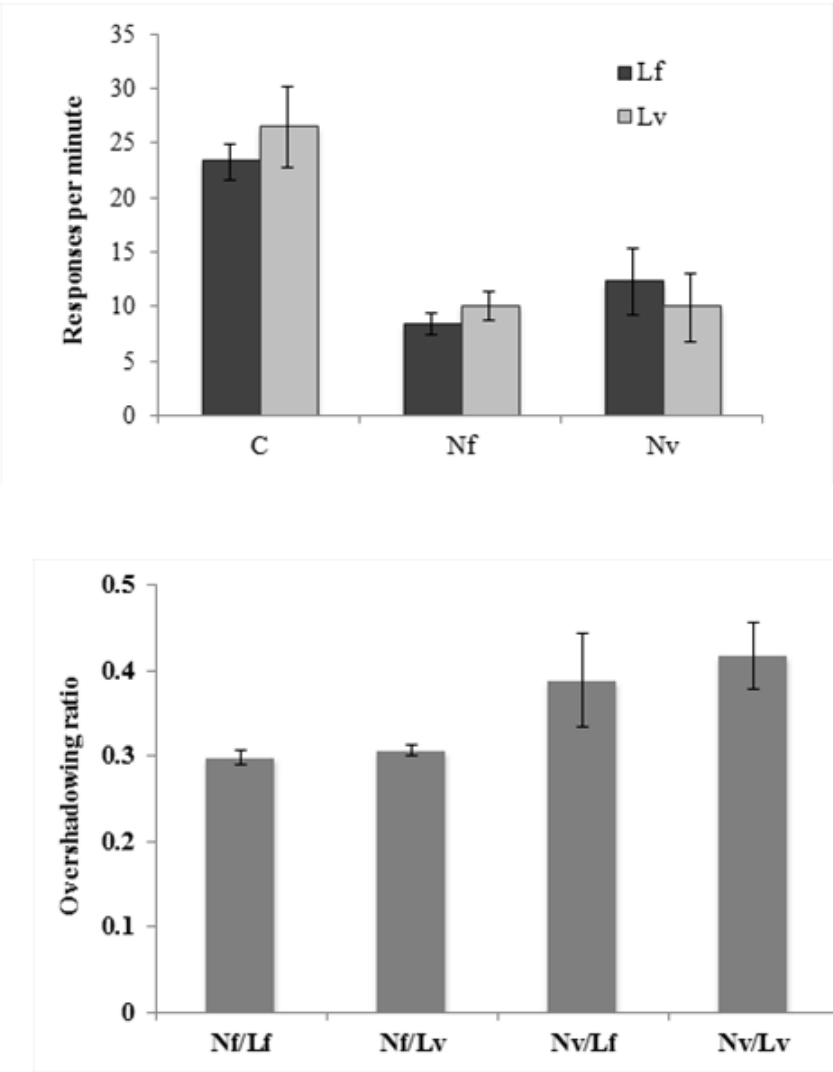 35
30
25
20
15
10
5
0
Responses per minute
Lf
Lv
C Nf Nv
0.5
0.4
0.3
0.2
0.1
0
Overshadowing ratio
Nf/Lf Nf/Lv Nv/Lf Nv/Lv